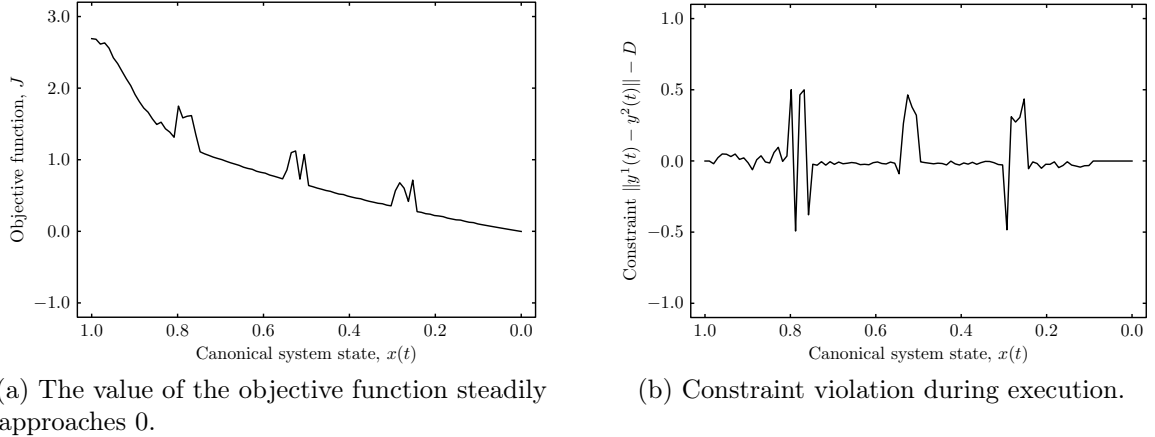 3.0
2.0
1.0
0.0
−1.0
Objective function, J
1.0 0.8 0.6 0.4 0.2 0.0
Canonical system state, x(t)
(a) The value of the objective function steadily
approaches 0.
1.0
0.5
0.0
−0.5
−1.0
Constraint ||y¹(t) − y²(t)|| − D
1.0 0.8 0.6 0.4 0.2 0.0
Canonical system state, x(t)
(b) Constraint violation during execution.